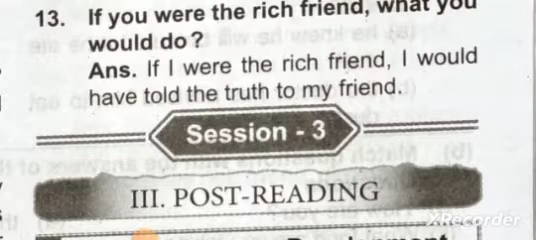 13. If you were the rich friend, what you
would do?
Ans. If I were the rich friend, I would
have told the truth to my friend.
Session - 3
III. POST-READING
XRecorder